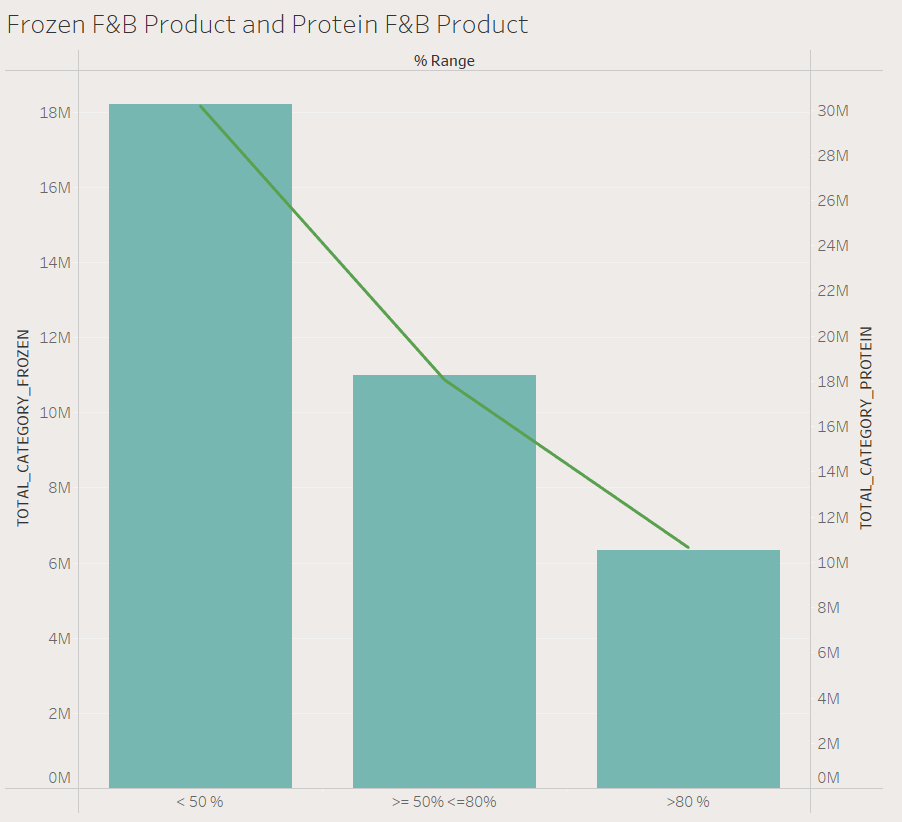 Frozen F&B Product and Protein F&B Product
% Range
TOTAL_CATEGORY_FROZEN
18M
16M
14M
12M
10M
8M
6M
4M
2M
0M
30M
28M
26M
24M
22M
20M
18M
16M
14M
12M
10M
8M
6M
4M
2M
0M
TOTAL_CATEGORY_PROTEIN
< 50 %
>= 50% <=80%
>80 %